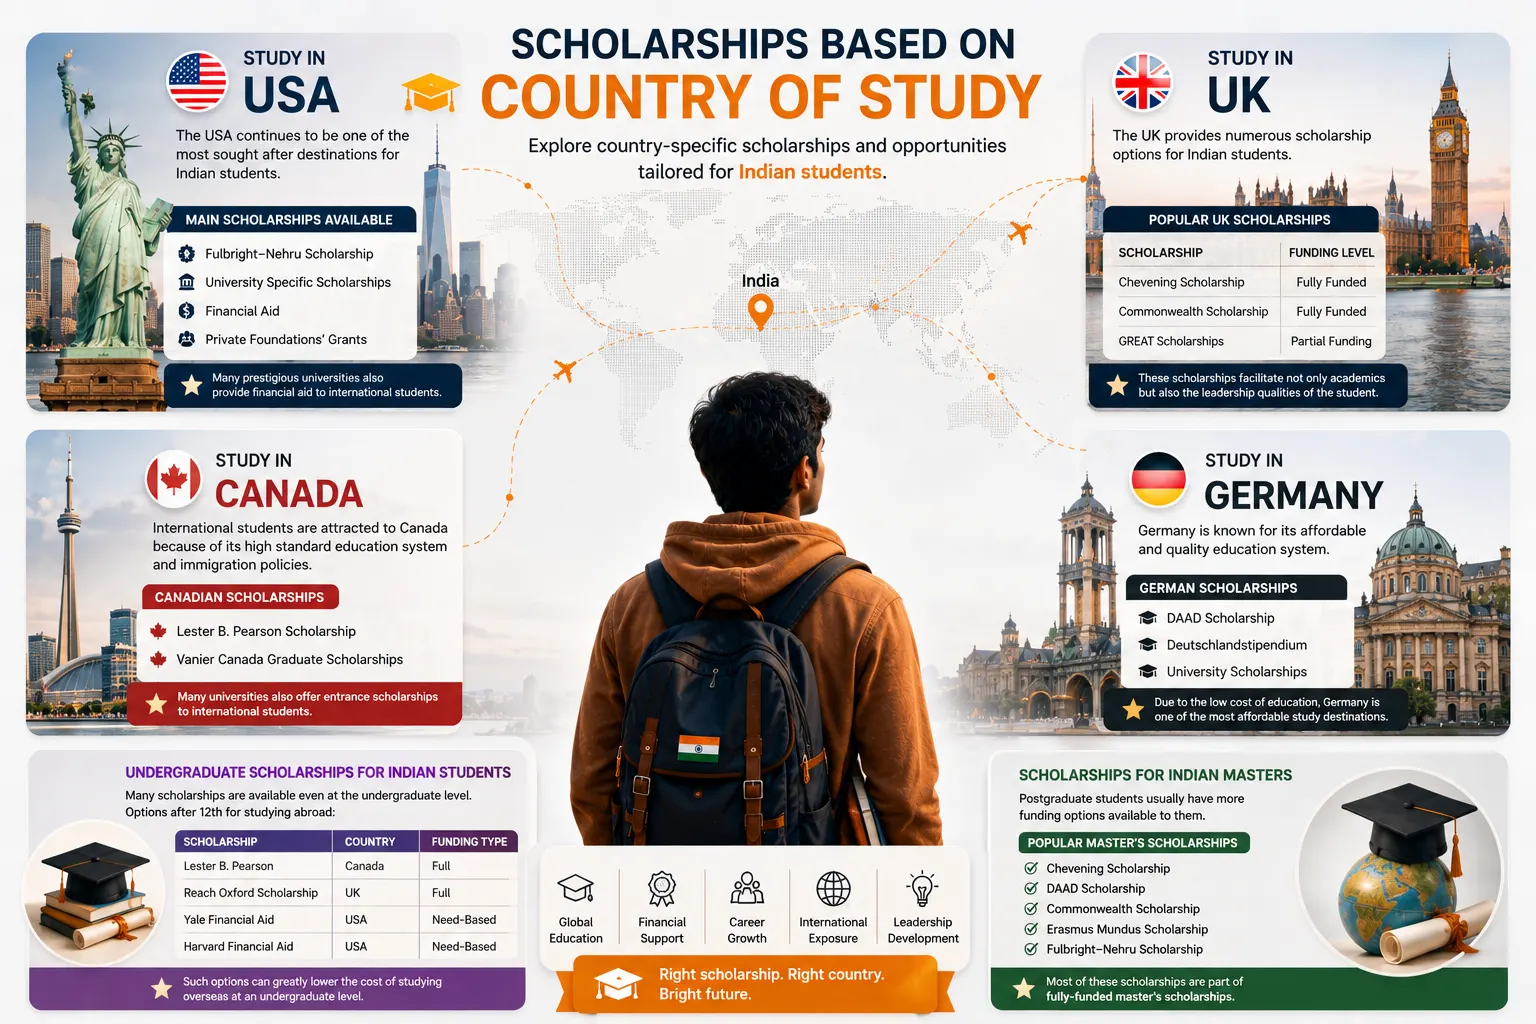 SCHOLARSHIPS BASED ON
COUNTRY OF STUDY
Explore country-specific scholarships and opportunities
tailored for Indian students.
STUDY IN
USA
The USA continues to be one of the
most sought after destinations for
Indian students.
MAIN SCHOLARSHIPS AVAILABLE
Fulbright–Nehru Scholarship
University Specific Scholarships
Financial Aid
Private Foundations' Grants
Many prestigious universities also
provide financial aid to international students.
India
STUDY IN
UK
The UK provides numerous scholarship
options for Indian students.
POPULAR UK SCHOLARSHIPS
SCHOLARSHIP FUNDING LEVEL
Chevening Scholarship Fully Funded
Commonwealth Scholarship Fully Funded
GREAT Scholarships Partial Funding
These scholarships facilitate not only academics
but also the leadership qualities of the student.
STUDY IN
CANADA
International students are attracted to Canada
because of its high standard education system
and immigration policies.
CANADIAN SCHOLARSHIPS
Lester B. Pearson Scholarship
Vanier Canada Graduate Scholarships
Many universities also offer entrance scholarships
to international students.
STUDY IN
GERMANY
Germany is known for its affordable
and quality education system.
GERMAN SCHOLARSHIPS
DAAD Scholarship
Deutschlandstipendium
University Scholarships
Due to the low cost of education, Germany is
one of the most affordable study destinations.
UNDERGRADUATE SCHOLARSHIPS FOR INDIAN STUDENTS
Many scholarships are available even at the undergraduate level.
Options after 12th for studying abroad:
SCHOLARSHIP COUNTRY FUNDING TYPE
Lester B. Pearson Canada Full
Reach Oxford Scholarship UK Full
Yale Financial Aid USA Need-Based
Harvard Financial Aid USA Need-Based
Such options can greatly lower the cost of studying
overseas at an undergraduate level.
Global
Education
Financial
Support
Career
Growth
International
Exposure
Leadership
Development
Right scholarship. Right country.
Bright future.
SCHOLARSHIPS FOR INDIAN MASTERS
Postgraduate students usually have more
funding options available to them.
POPULAR MASTER'S SCHOLARSHIPS
Chevening Scholarship
DAAD Scholarship
Commonwealth Scholarship
Erasmus Mundus Scholarship
Fulbright–Nehru Scholarship
Most of these scholarships are part of
fully-funded master's scholarships.